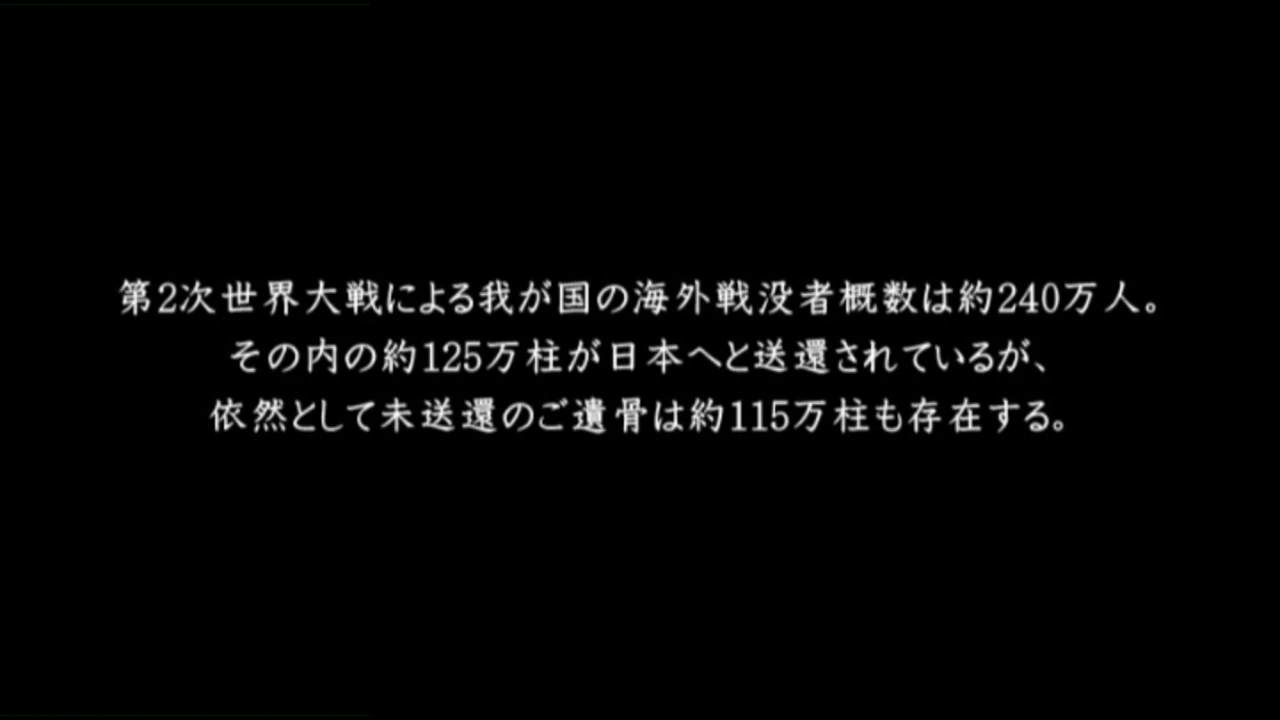 第2次世界大戦による我が国の海外戦没者概数は約240万人。
その内の約125万柱が日本へと送還されているが、
依然として未送還のご遺骨は約115万柱も存在する。